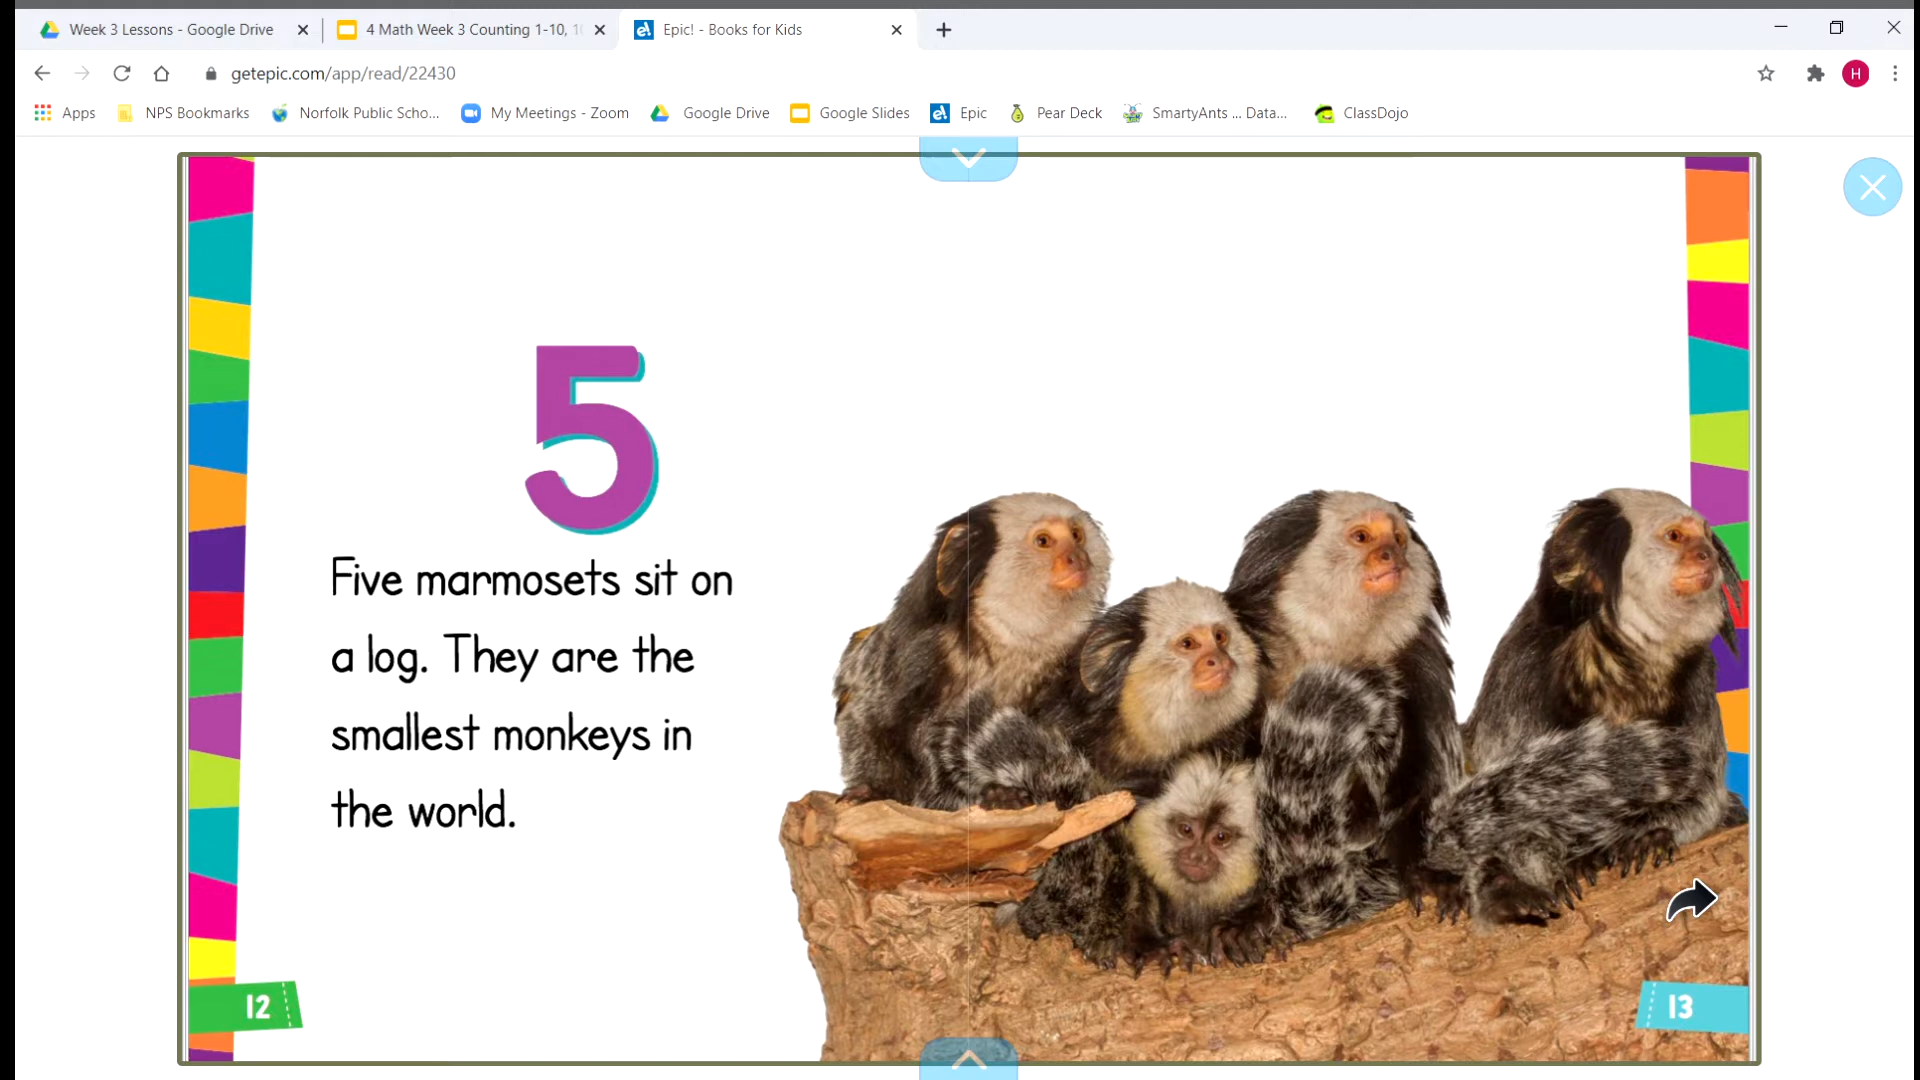 Week 3 Lessons - Google Drive
4 Math Week 3 Counting 1-10, 1
Epic! - Books for Kids
getepic.com/app/read/22430
H
Apps
NPS Bookmarks
Norfolk Public Scho...
My Meetings - Zoom
Google Drive
Google Slides
Epic
Pear Deck
SmartyAnts ... Data...
ClassDojo
5
Five marmosets sit on
a log. They are the
smallest monkeys in
the world.
12
13